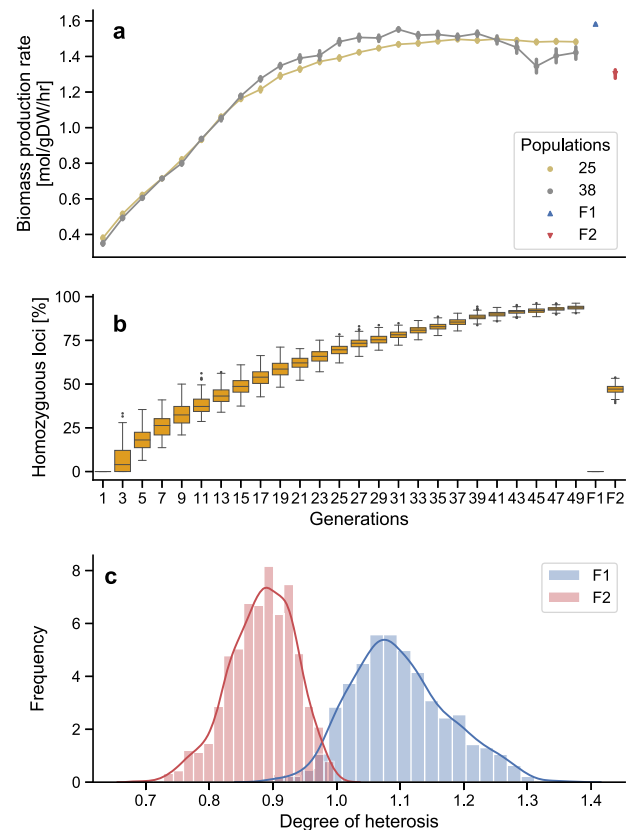 a
Biomass production rate
[mol/gDW/hr]
1.6
1.4
1.2
1.0
0.8
0.6
0.4
Populations
25
38
F1
F2
b
Homozyguous loci [%]
100
75
50
25
0
1 3 5 7 9 11 13 15 17 19 21 23 25 27 29 31 33 35 37 39 41 43 45 47 49 F1 F2
Generations
c
Frequency
8
6
4
2
0
F1
F2
0.7 0.8 0.9 1.0 1.1 1.2 1.3 1.4
Degree of heterosis